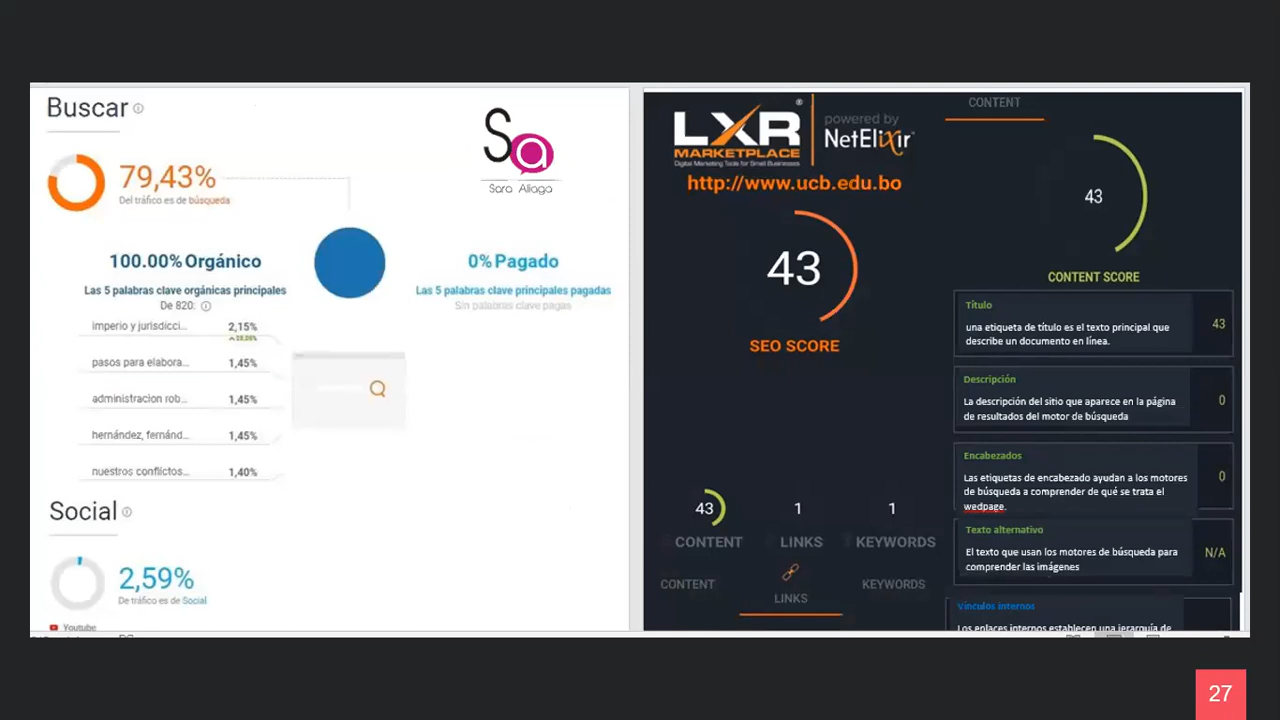 Buscar
79,43%
Del tráfico es de búsqueda
Sa
Sara Aliaga
100.00% Orgánico
0% Pagado
Las 5 palabras clave orgánicas principales
Las 5 palabras clave principales pagadas
De 820:
Sin palabras clave pagas
imperio y jurisdicci... 2,15%
pasos para elabora... 1,45%
administracion rob... 1,45%
hernández, fernánd... 1,45%
nuestros conflictos... 1,40%
Social
2,59%
De tráfico es de Social
Youtube
LXR
MARKETPLACE
Digital Marketing Tools for Small Businesses
powered by
NetElixir
http://www.ucb.edu.bo
43
SEO SCORE
43 1 1
CONTENT LINKS KEYWORDS
CONTENT
LINKS
KEYWORDS
CONTENT
43
CONTENT SCORE
Título
una etiqueta de título es el texto principal que
describe un documento en línea.
43
Descripción
La descripción del sitio que aparece en la página
de resultados del motor de búsqueda
0
Encabezados
Las etiquetas de encabezado ayudan a los motores
de búsqueda a comprender de qué se trata el
wedpage.
0
Texto alternativo
El texto que usan los motores de búsqueda para
comprender las imágenes
N/A
Vínculos internos
Los enlaces internos establecen una jerarquía de
27